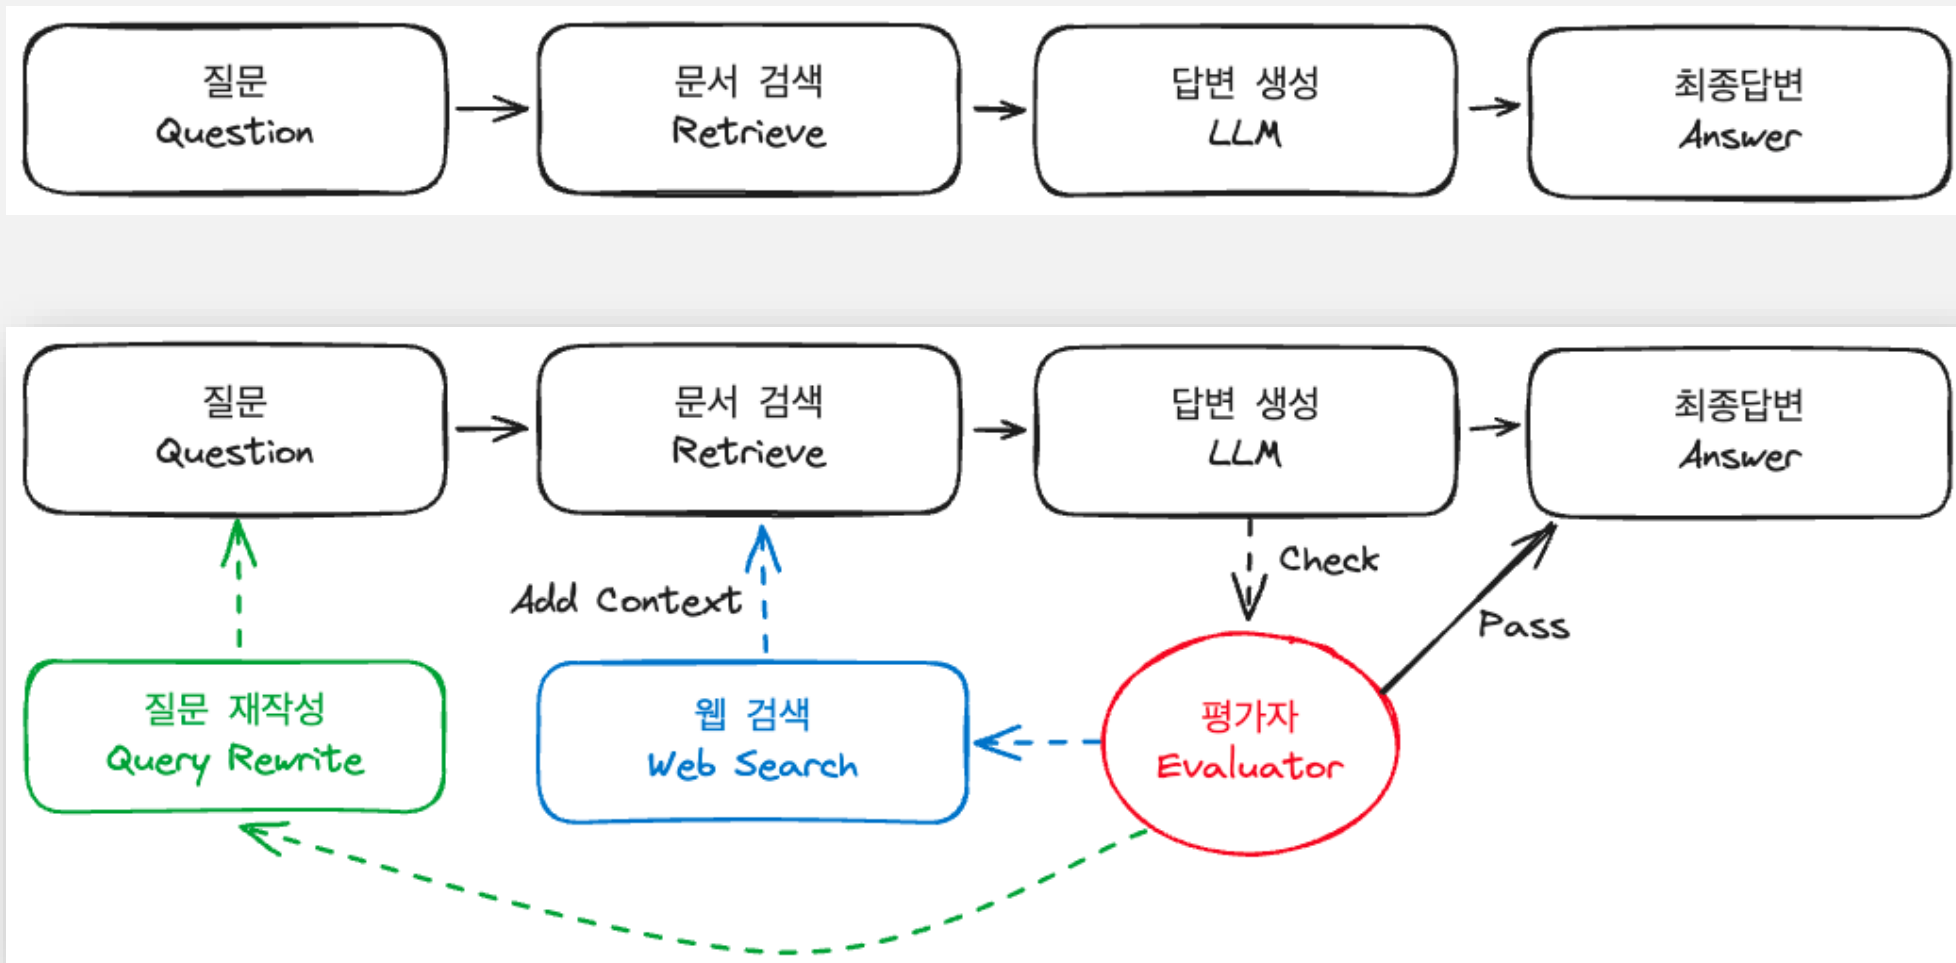 질문
Question
문서 검색
Retrieve
답변 생성
LLM
최종답변
Answer
질문
Question
문서 검색
Retrieve
답변 생성
LLM
최종답변
Answer
Check
Add Context
Pass
질문 재작성
Query Rewrite
웹 검색
Web Search
평가자
Evaluator